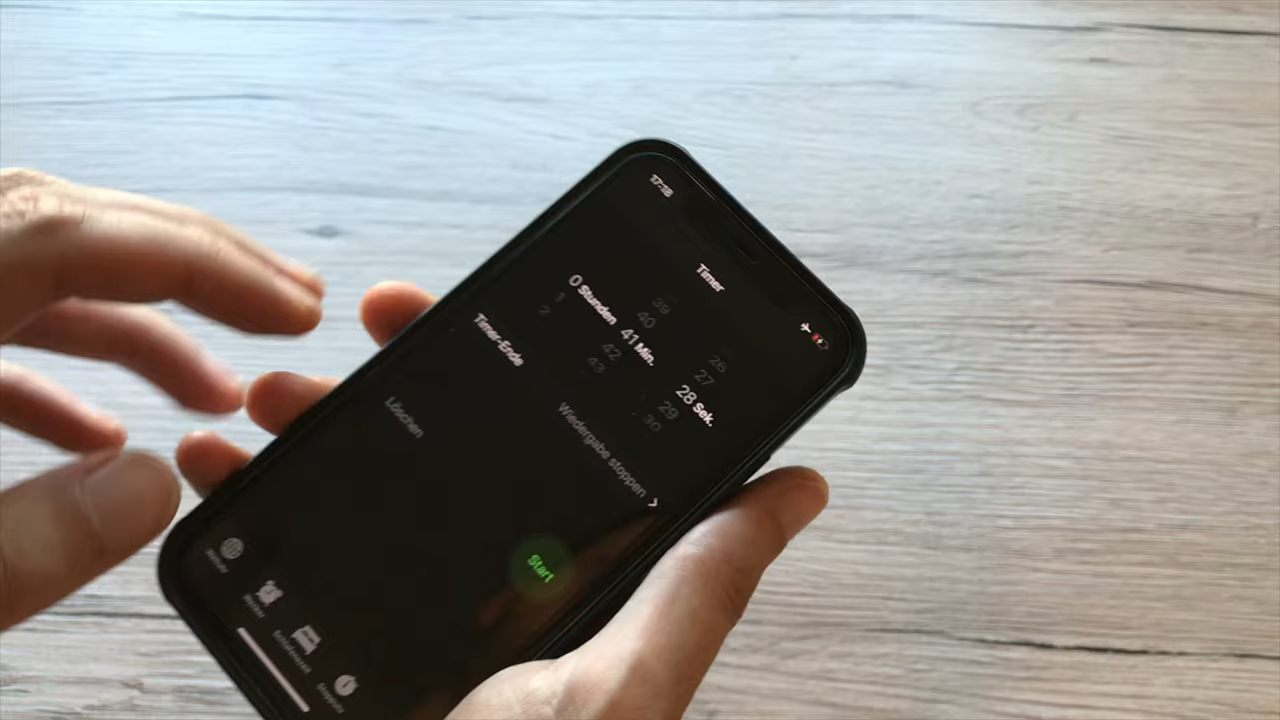 17:18
Timer
39
40
26
1
42
27
2
43
0 Stunden 41 Min. 28 Sek.
29
30
Timer-Ende
Wiedergabe stoppen
Löschen
Start
Weltuhr
Wecker
Schlafenszeit
Stoppuhr